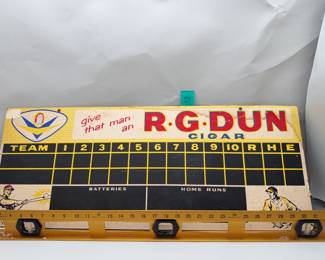 give
that man
an
R·G·DUN
CIGAR
TEAM 1 2 3 4 5 6 7 8 9 10 R H E
BATTERIES HOME RUNS